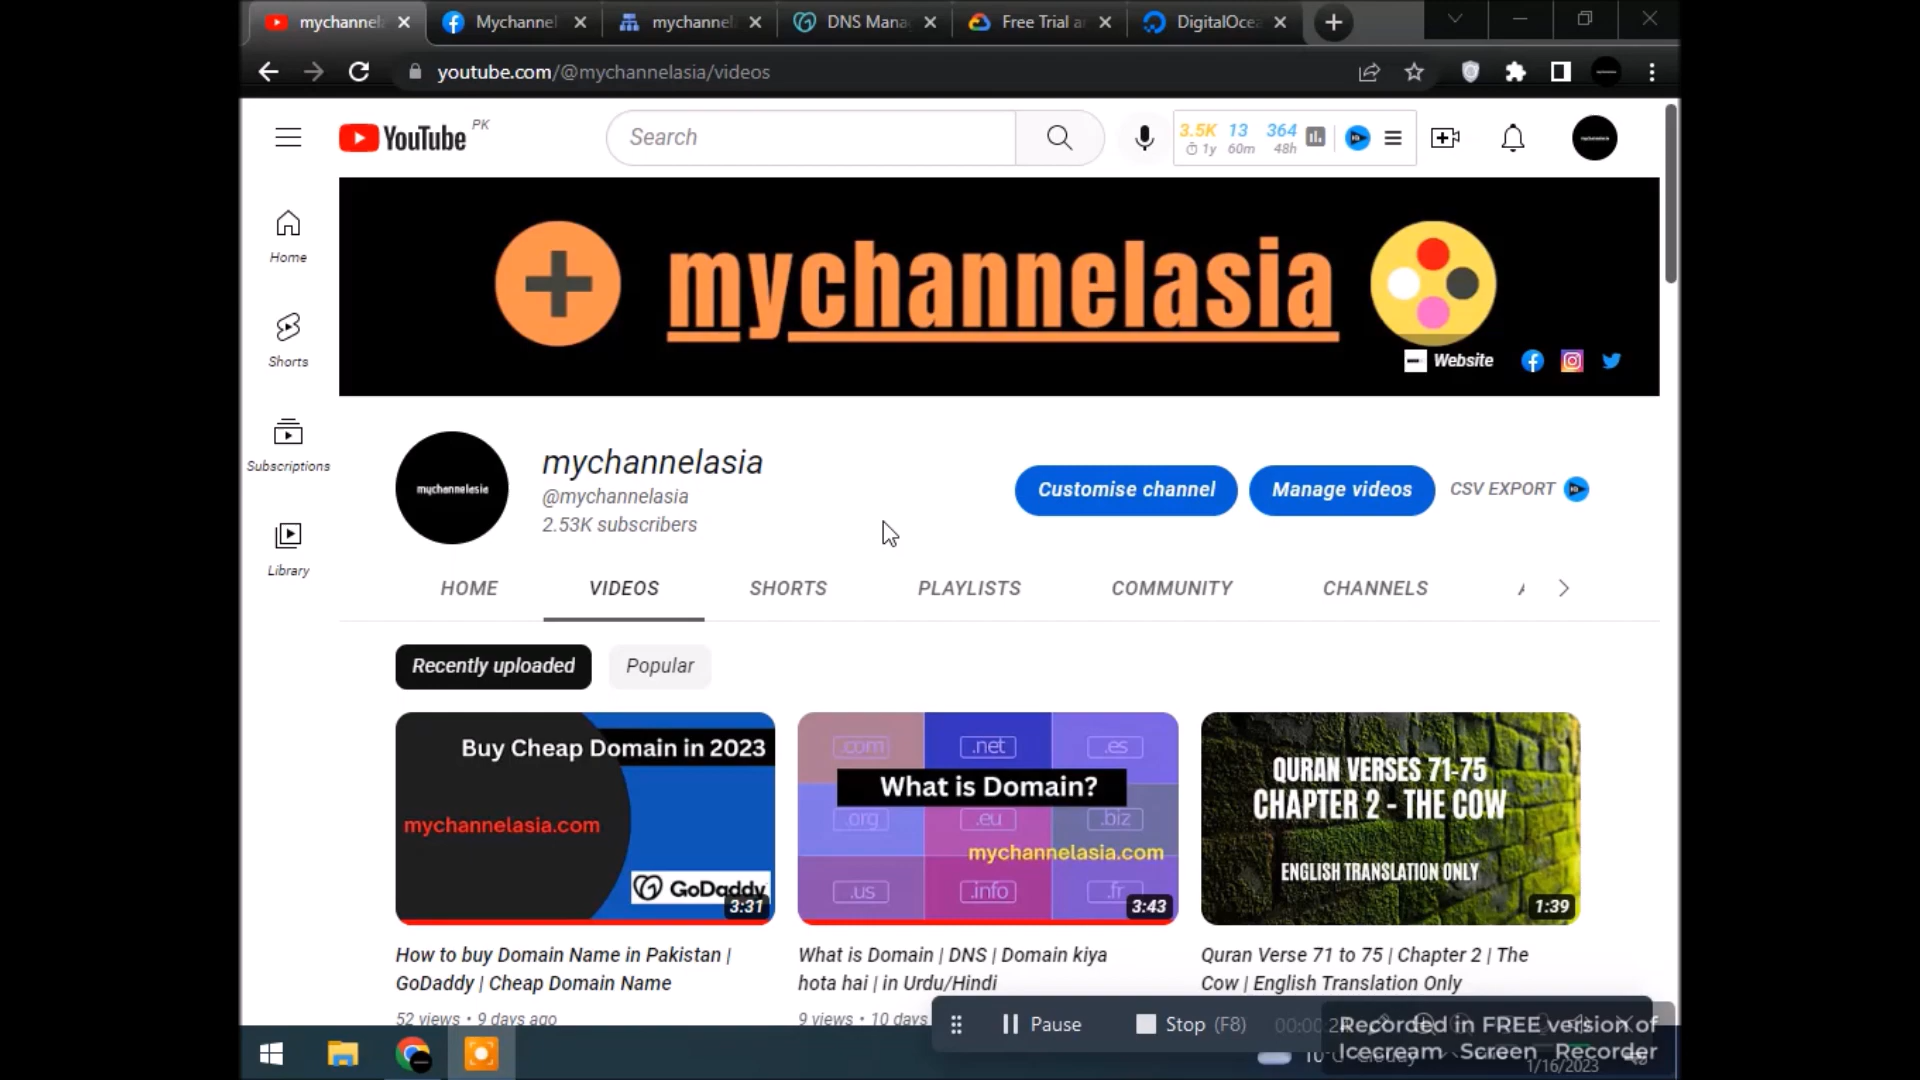 mychannela
Mychannel
mychannel
DNS Mana
Free Trial a
DigitalOce
youtube.com/@mychannelasia/videos
YouTube PK
Search
3.5K 13 364
1y 60m 48h
Home
Shorts
Subscriptions
Library
mychannelasia
Website
mychannelasia
mychannelasia
@mychannelasia
2.53K subscribers
Customise channel
Manage videos
CSV EXPORT
HOME VIDEOS SHORTS PLAYLISTS COMMUNITY CHANNELS
Recently uploaded
Popular
Buy Cheap Domain in 2023
mychannelasia.com
GoDaddy
3:31
.com .net .es
What is Domain?
.org .eu .biz
mychannelasia.com
.us .info .fr
3:43
QURAN VERSES 71-75
CHAPTER 2 - THE COW
ENGLISH TRANSLATION ONLY
1:39
How to buy Domain Name in Pakistan |
GoDaddy | Cheap Domain Name
52 views • 9 days ago
What is Domain | DNS | Domain kiya
hota hai | in Urdu/Hindi
9 views • 10 days
Quran Verse 71 to 75 | Chapter 2 | The
Cow | English Translation Only
Pause
Stop (F8)
Recorded in FREE version of
Icecream Screen Recorder
10°C Cloudy
1/16/2023